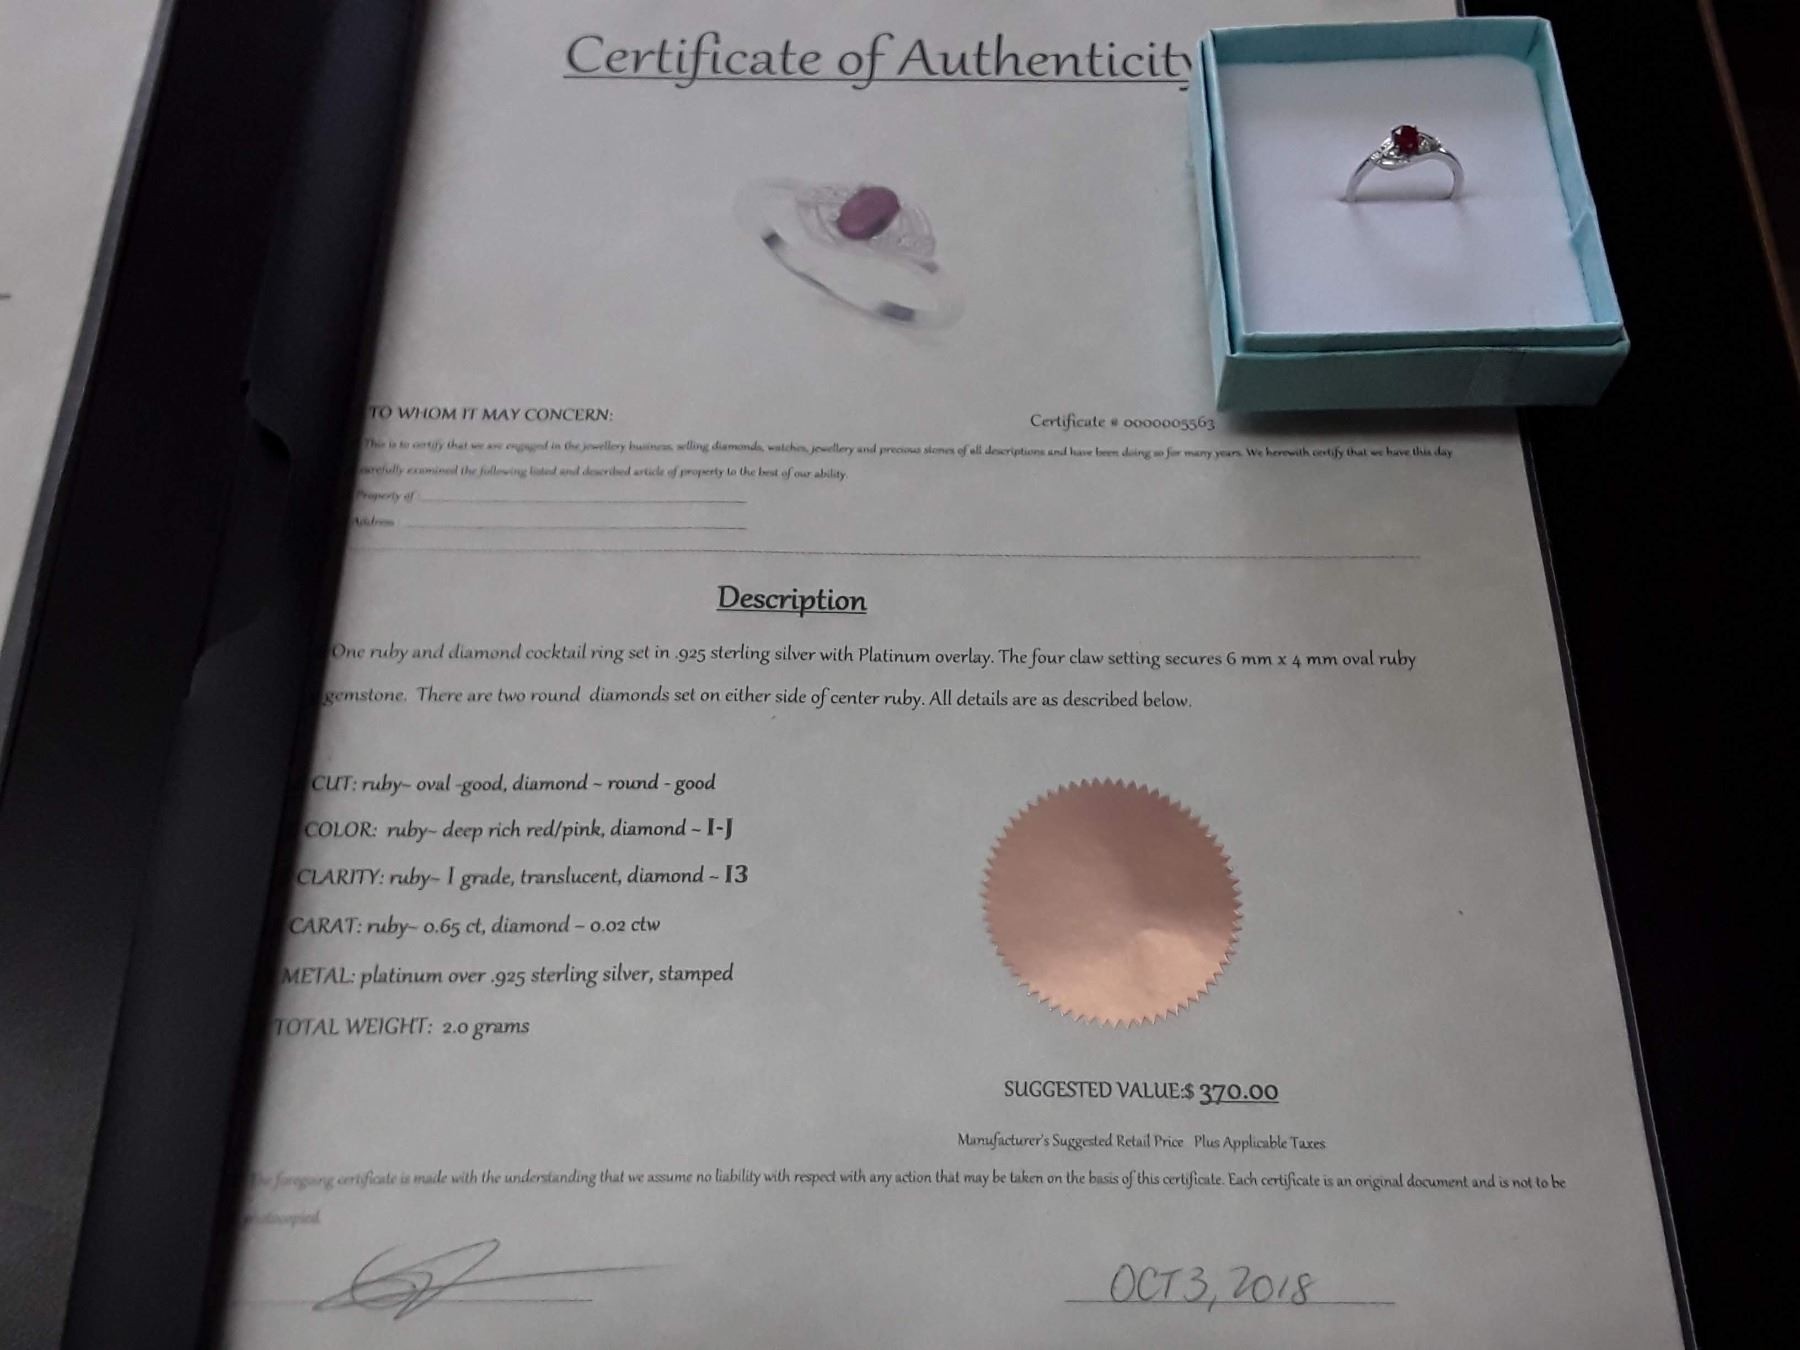 Certificate of Authenticity
TO WHOM IT MAY CONCERN:
Certificate # 0000005563
This is to certify that we are engaged in the jewellery business, selling diamonds, watches, jewellery and precious stones of all descriptions and have been doing so for many years. We herewith certify that we have this day
carefully examined the following listed and described article of property to the best of our ability.
Property of
Address
Description
One ruby and diamond cocktail ring set in .925 sterling silver with Platinum overlay. The four claw setting secures 6 mm x 4 mm oval ruby
gemstone. There are two round diamonds set on either side of center ruby. All details are as described below.
CUT: ruby~ oval -good, diamond ~ round - good
COLOR: ruby~ deep rich red/pink, diamond ~ I-J
CLARITY: ruby~ I grade, translucent, diamond ~ I3
CARAT: ruby~ 0.65 ct, diamond ~ 0.02 ctw
METAL: platinum over .925 sterling silver, stamped
TOTAL WEIGHT: 2.0 grams
SUGGESTED VALUE:$ 370.00
Manufacturer's Suggested Retail Price Plus Applicable Taxes
The foregoing certificate is made with the understanding that we assume no liability with respect with any action that may be taken on the basis of this certificate. Each certificate is an original document and is not to be
photocopied.
OCT 3, 2018